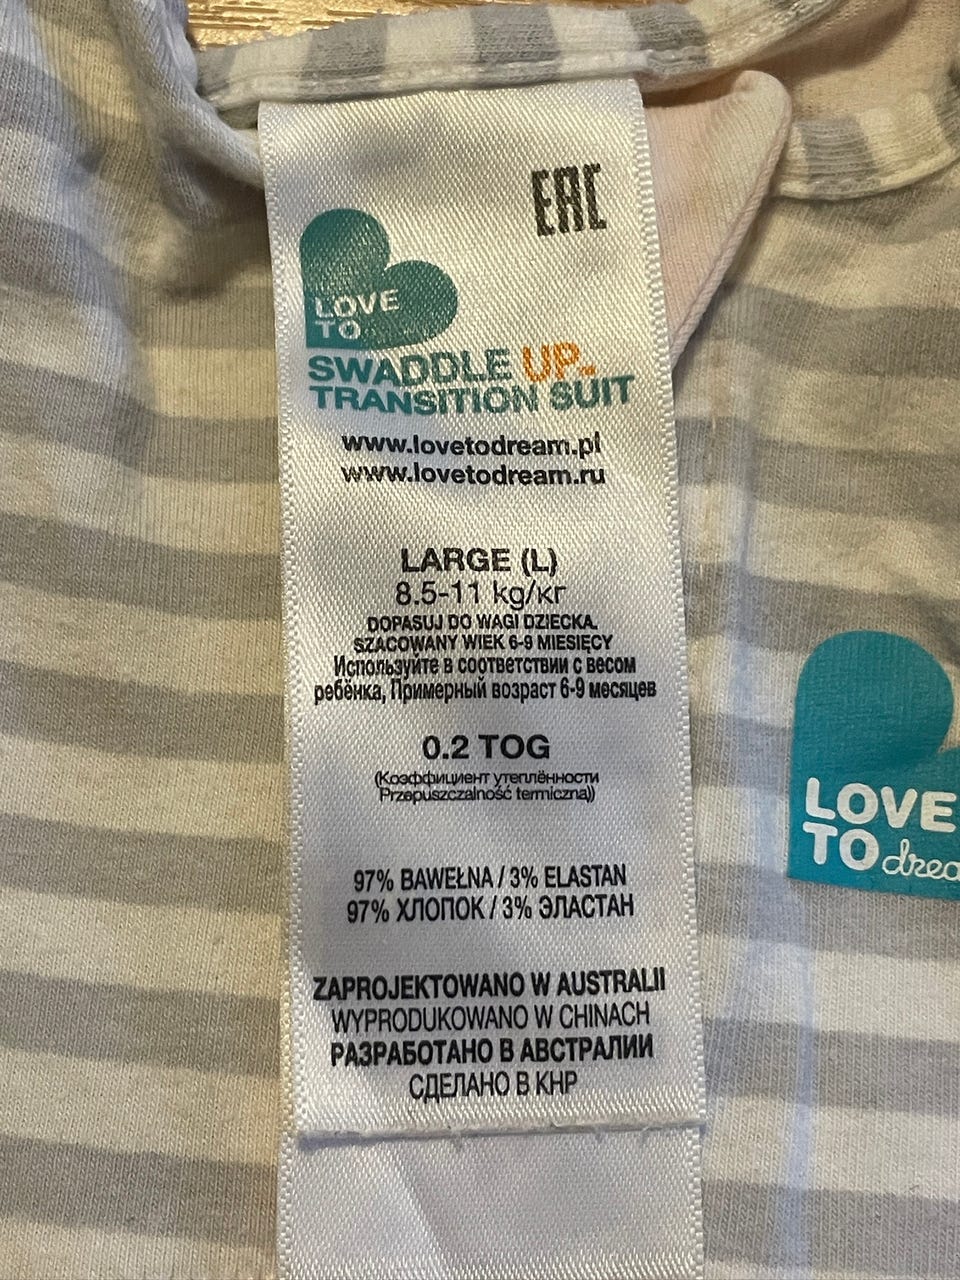 EAC
LOVE
TO
SWADDLE UP™
TRANSITION SUIT
www.lovetodream.pl
www.lovetodream.ru
LARGE (L)
8.5-11 kg/кг
DOPASUJ DO WAGI DZIECKA.
SZACOWANY WIEK 6-9 MIESIĘCY
Используйте в соответствии с весом
ребёнка, Примерный возраст 6-9 месяцев
0.2 TOG
(Коэффициент утеплённости
Przepuszczalność termiczna))
97% BAWEŁNA / 3% ELASTAN
97% ХЛОПОК / 3% ЭЛАСТАН
ZAPROJEKTOWANO W AUSTRALII
WYPRODUKOWANO W CHINACH
РАЗРАБОТАНО В АВСТРАЛИИ
СДЕЛАНО В КНР
LOVE
TO drea